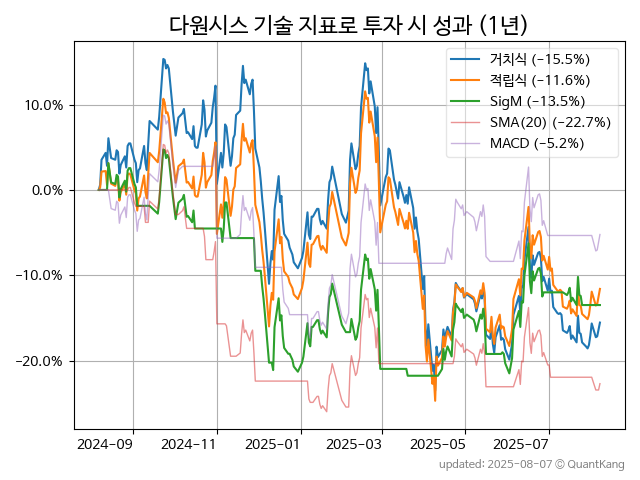 다원시스 기술 지표로 투자 시 성과 (1년)
거치식 (-15.5%)
적립식 (-11.6%)
SigM (-13.5%)
SMA(20) (-22.7%)
MACD (-5.2%)
10.0%
0.0%
-10.0%
-20.0%
2024-09 2024-11 2025-01 2025-03 2025-05 2025-07
updated: 2025-08-07 © QuantKang